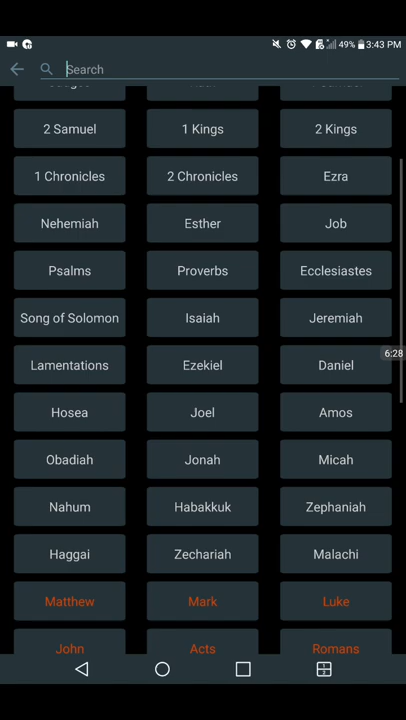 49% 3:43 PM
Search
2 Samuel 1 Kings 2 Kings
1 Chronicles 2 Chronicles Ezra
Nehemiah Esther Job
Psalms Proverbs Ecclesiastes
Song of Solomon Isaiah Jeremiah
6:28
Lamentations Ezekiel Daniel
Hosea Joel Amos
Obadiah Jonah Micah
Nahum Habakkuk Zephaniah
Haggai Zechariah Malachi
Matthew Mark Luke
John Acts Romans